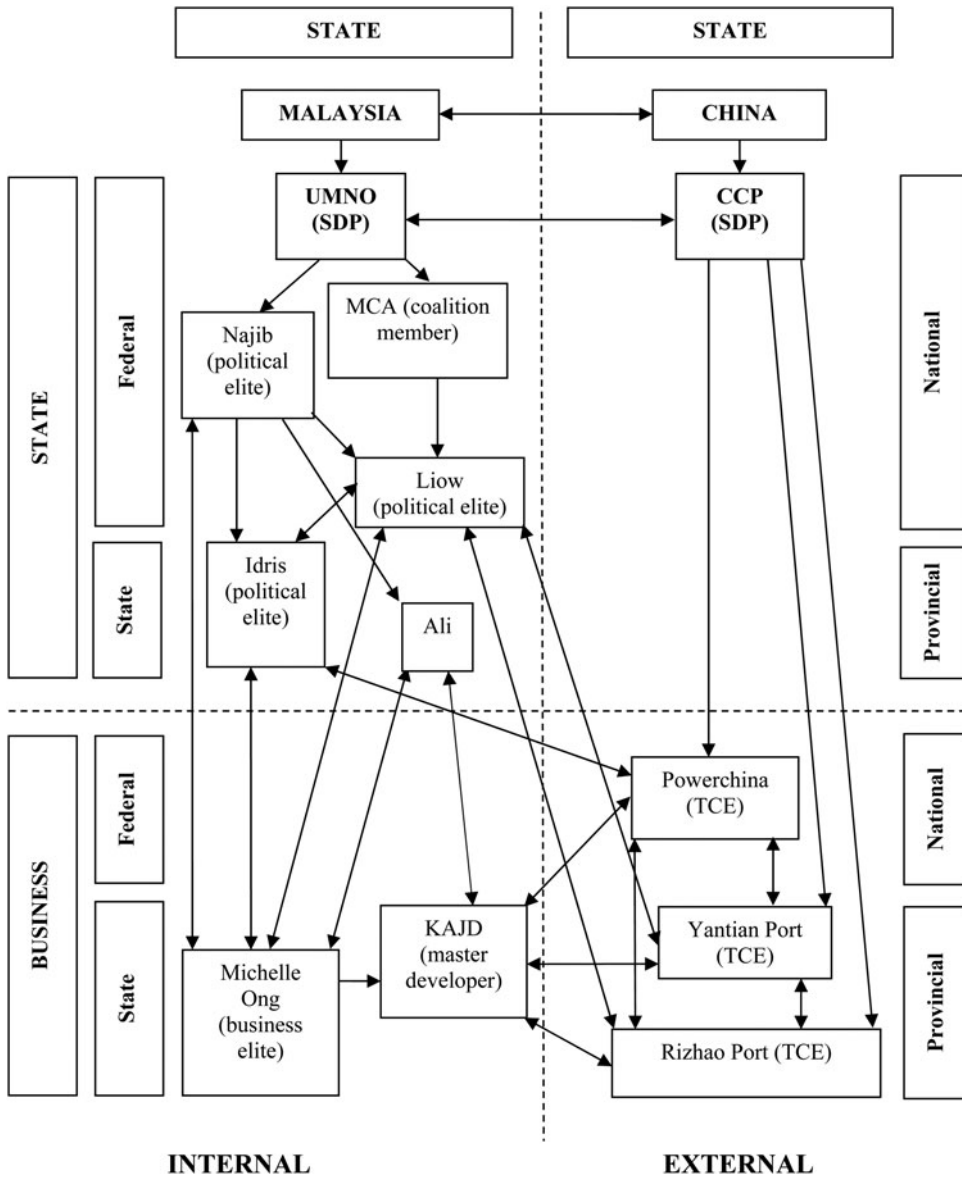 STATE
STATE
MALAYSIA
CHINA
UMNO
(SDP)
CCP
(SDP)
STATE
Federal
National
MCA (coalition
member)
Najib
(political
elite)
Liow
(political elite)
State
Provincial
Idris
(political
elite)
Ali
BUSINESS
Federal
National
Powerchina
(TCE)
State
Provincial
KAJD
(master
developer)
Yantian Port
(TCE)
Michelle
Ong
(business
elite)
Rizhao Port (TCE)
INTERNAL
EXTERNAL